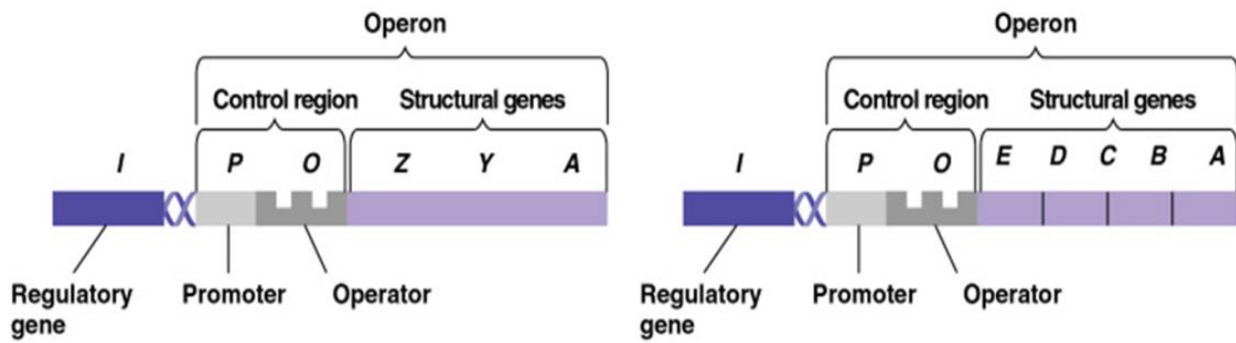 Operon
Control region Structural genes
I P O Z Y A
Regulatory gene
Promoter
Operator
Operon
Control region Structural genes
I P O E D C B A
Regulatory gene
Promoter
Operator